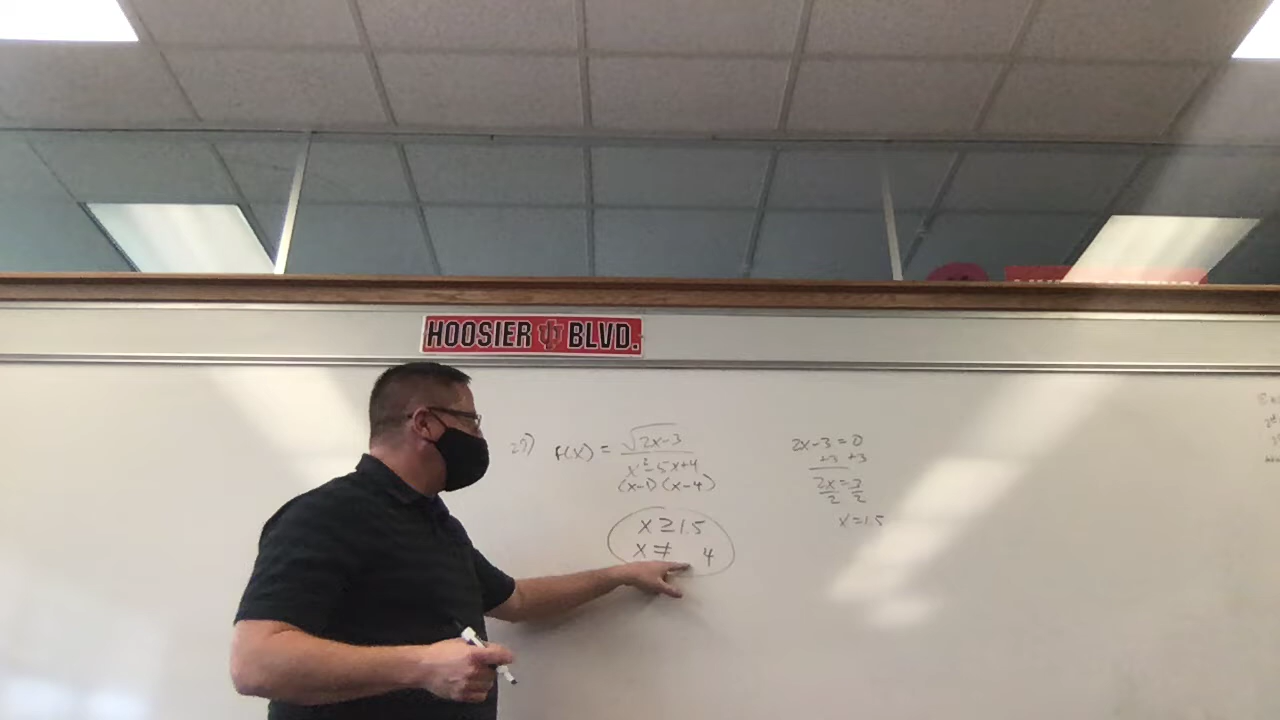 HOOSIER BLVD.
27) f(x) = √2x-3
x²-5x+4
(x-1) (x-4)
x ≥ 1.5
x ≠ 4
2x-3=0
+3 +3
2x=3
2 2
x=1.5